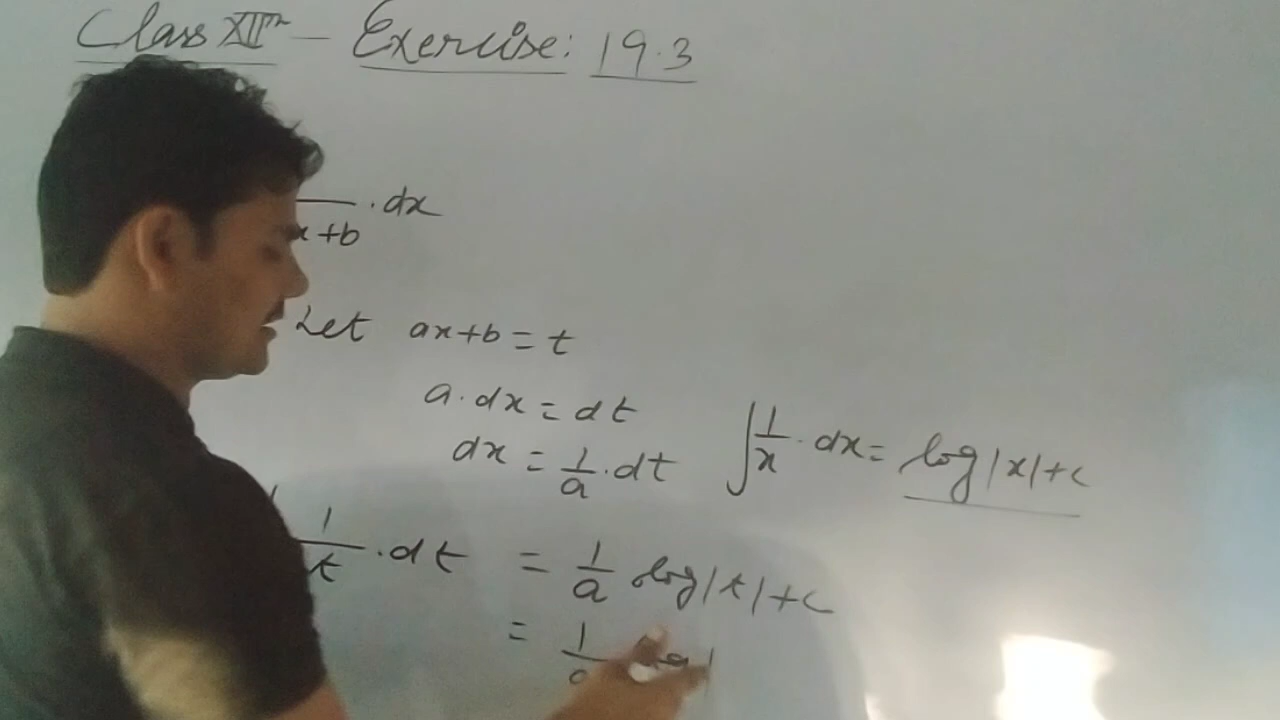 Class XIIth — Exercise: 19.3
x+b . dx
Let ax+b = t
a.dx = dt
dx = 1/a . dt
∫ 1/x . dx = log|x|+c
1/t . dt = 1/a log|t|+c
= 1/a log|